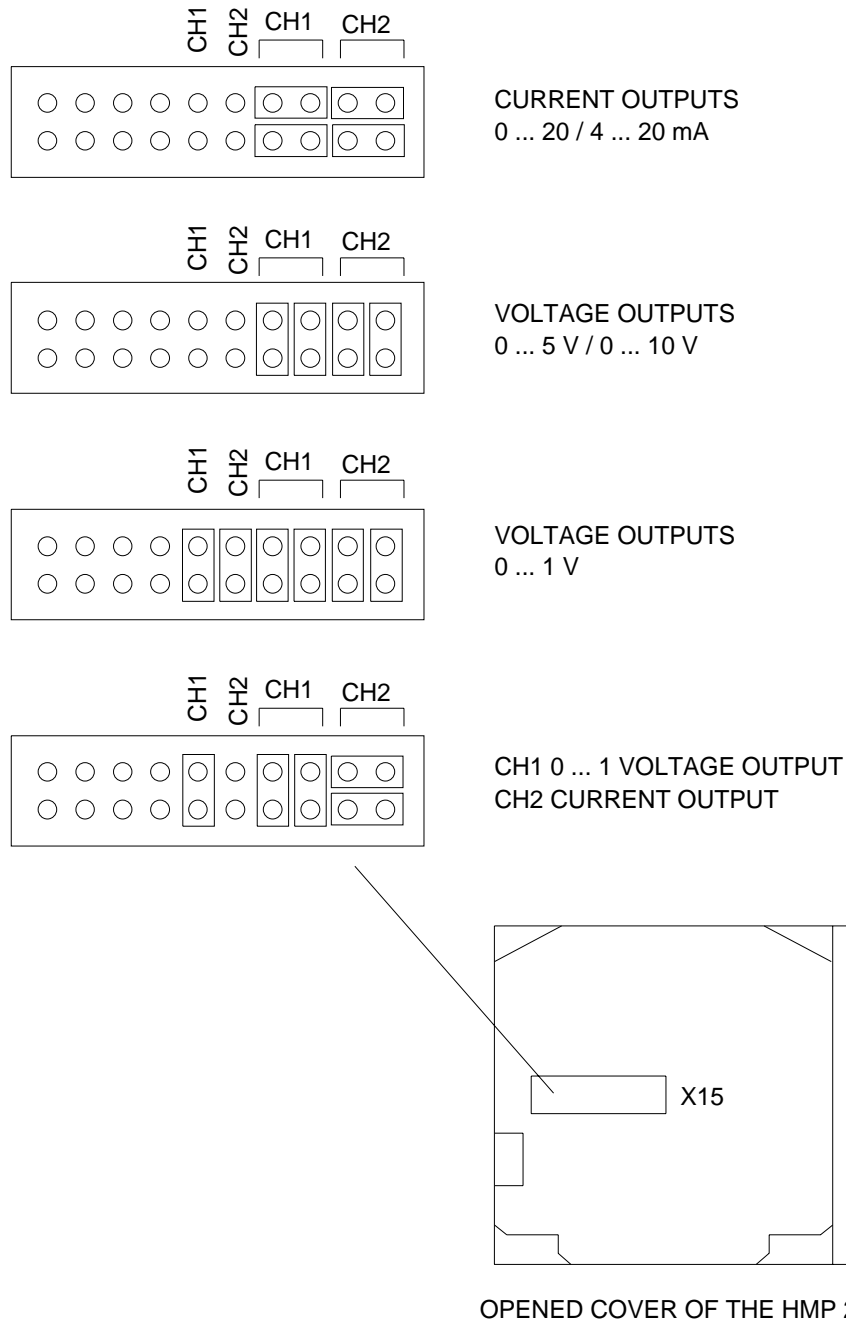 CH1 CH2 CH1 CH2
CURRENT OUTPUTS
0 ... 20 / 4 ... 20 mA
CH1 CH2 CH1 CH2
VOLTAGE OUTPUTS
0 ... 5 V / 0 ... 10 V
CH1 CH2 CH1 CH2
VOLTAGE OUTPUTS
0 ... 1 V
CH1 CH2 CH1 CH2
CH1 0 ... 1 VOLTAGE OUTPUT
CH2 CURRENT OUTPUT
X15
OPENED COVER OF THE HMP